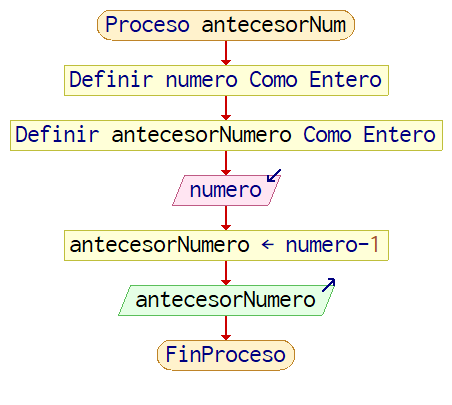 Proceso antecesorNum
Definir numero Como Entero
Definir antecesorNumero Como Entero
numero
antecesorNumero ← numero-1
antecesorNumero
FinProceso